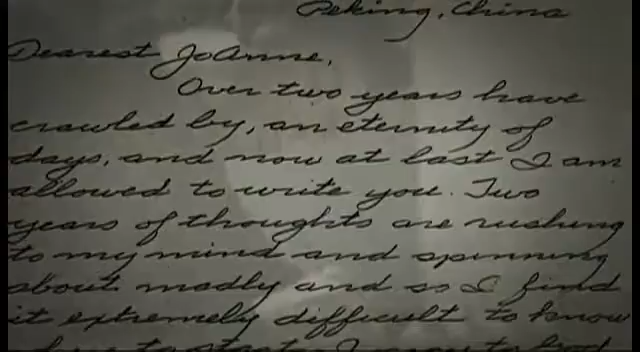 Peking, China
Dearest JoAnne,
Over two years have
crawled by, an eternity of
days, and now at last I am
allowed to write you. Two
years of thoughts are rushing
to my mind and spinning
about madly and so I find
it extremely difficult to know